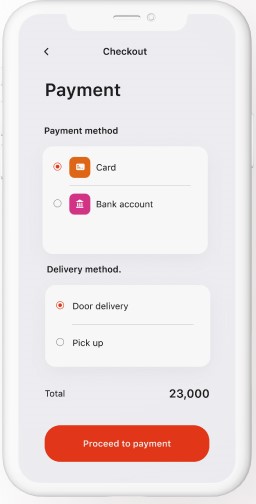 Checkout
Payment
Payment method
Card
Bank account
Delivery method.
Door delivery
Pick up
Total 23,000
Proceed to payment